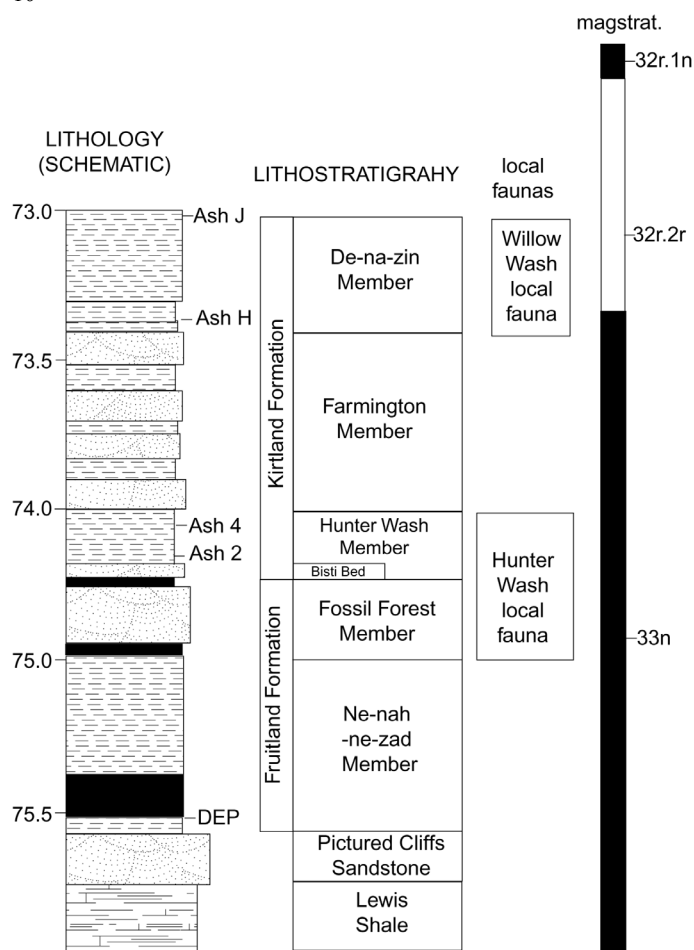 magstrat.
32r.1n
LITHOLOGY
(SCHEMATIC)
LITHOSTRATIGRAHY
local
faunas
73.0
Ash J
De-na-zin
Member
Willow
Wash
local
fauna
32r.2r
Ash H
73.5
Kirtland Formation
Farmington
Member
74.0
Ash 4
Ash 2
Hunter Wash
Member
Bisti Bed
Hunter
Wash
local
fauna
Fossil Forest
Member
33n
75.0
Fruitland Formation
Ne-nah
-ne-zad
Member
75.5
DEP
Pictured Cliffs
Sandstone
Lewis
Shale